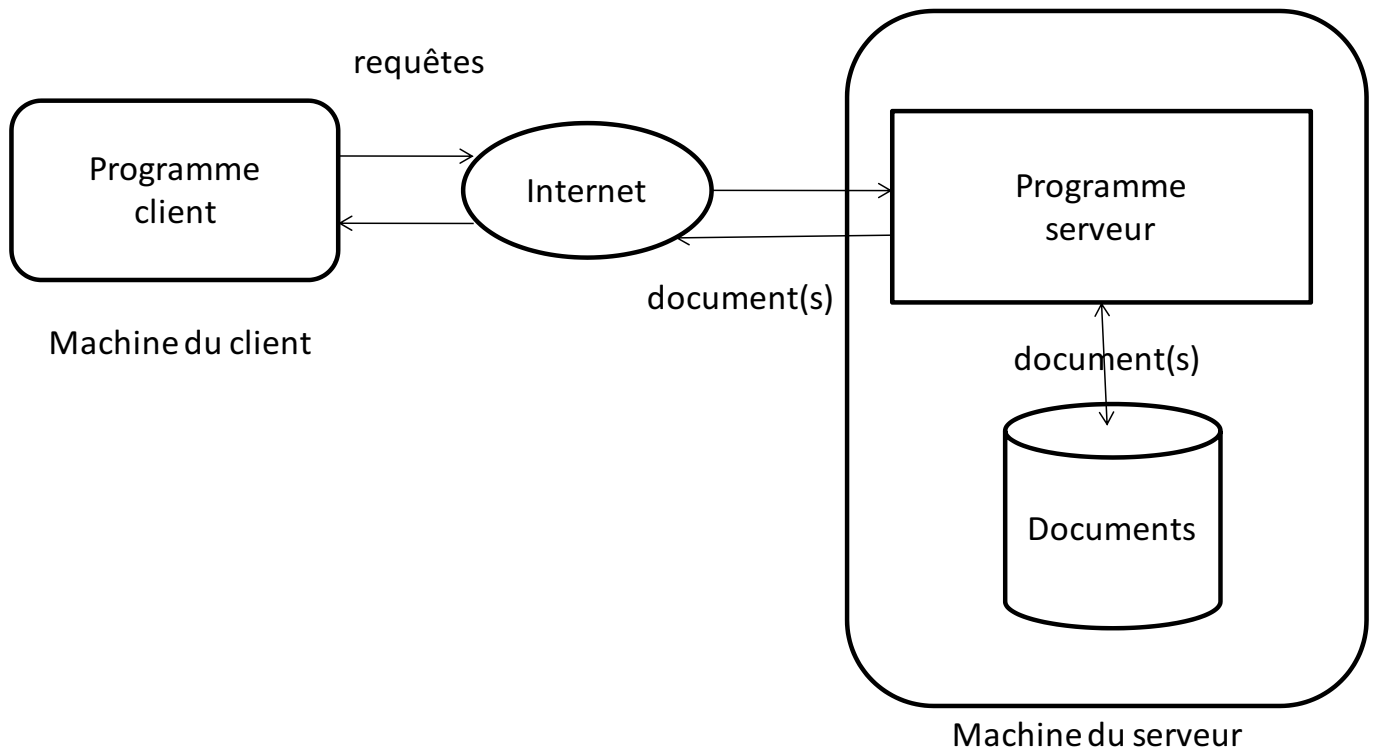 requêtes
Programme
client
Internet
Programme
serveur
document(s)
Machine du client
document(s)
Documents
Machine du serveur